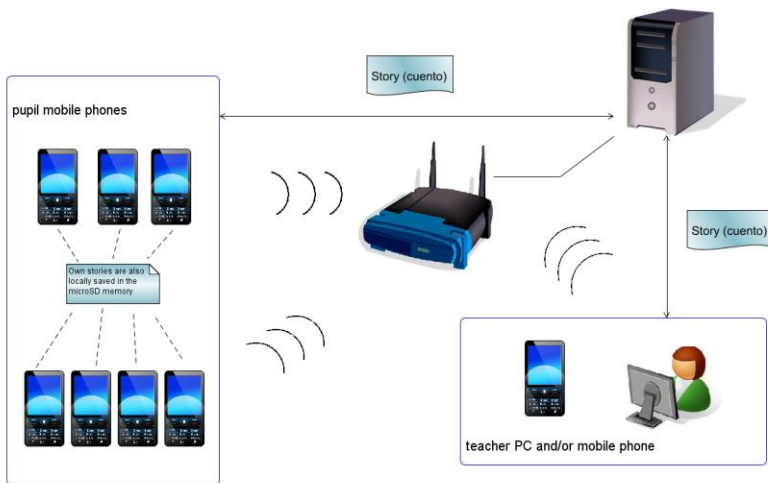 Story (cuento)
pupil mobile phones
Own stories are also
locally saved in the
microSD memory
Story (cuento)
teacher PC and/or mobile phone